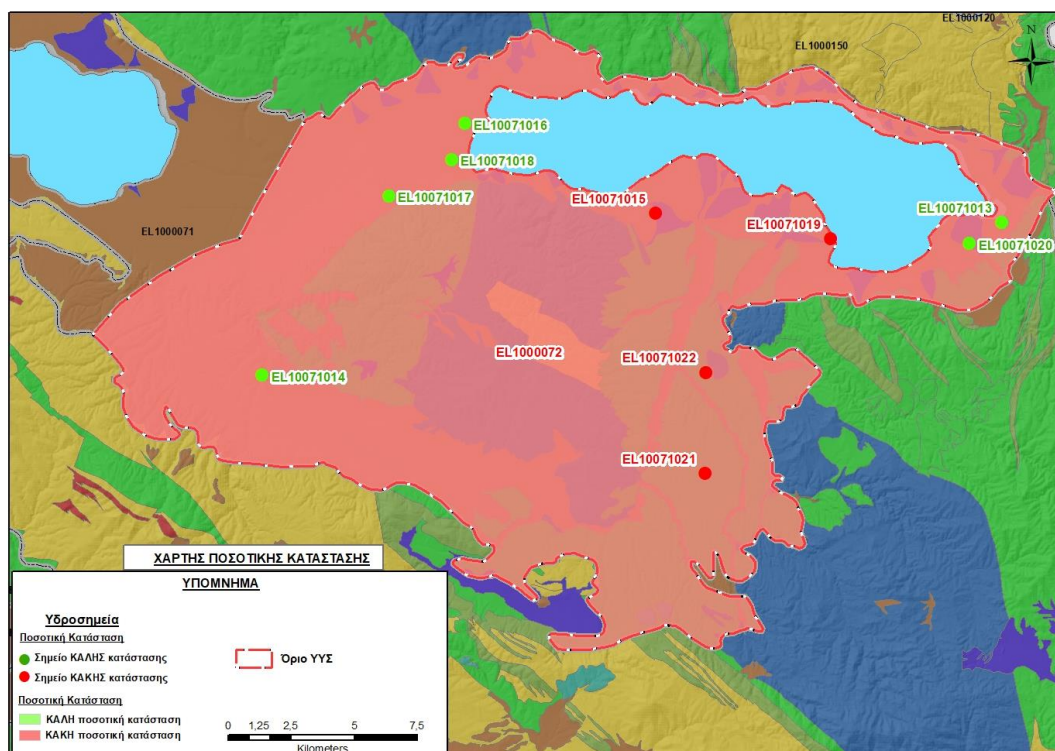 EL1000120
EL1000150
N
EL10071016
EL10071018
EL10071017
EL10071015
EL10071013
EL10071019
EL10071020
EL1000071
EL1000072
EL10071022
EL10071014
EL10071021
ΧΑΡΤΗΣ ΠΟΣΟΤΙΚΗΣ ΚΑΤΑΣΤΑΣΗΣ
ΥΠΟΜΝΗΜΑ
Υδροσημεία
Ποσοτική Κατάσταση
Σημείο ΚΑΛΗΣ κατάστασης
Σημείο ΚΑΚΗΣ κατάστασης
Όριο ΥΥΣ
Ποσοτική Κατάσταση
ΚΑΛΗ ποσοτική κατάσταση
ΚΑΚΗ ποσοτική κατάσταση
0 1,25 2,5 5 7,5
Kilometers